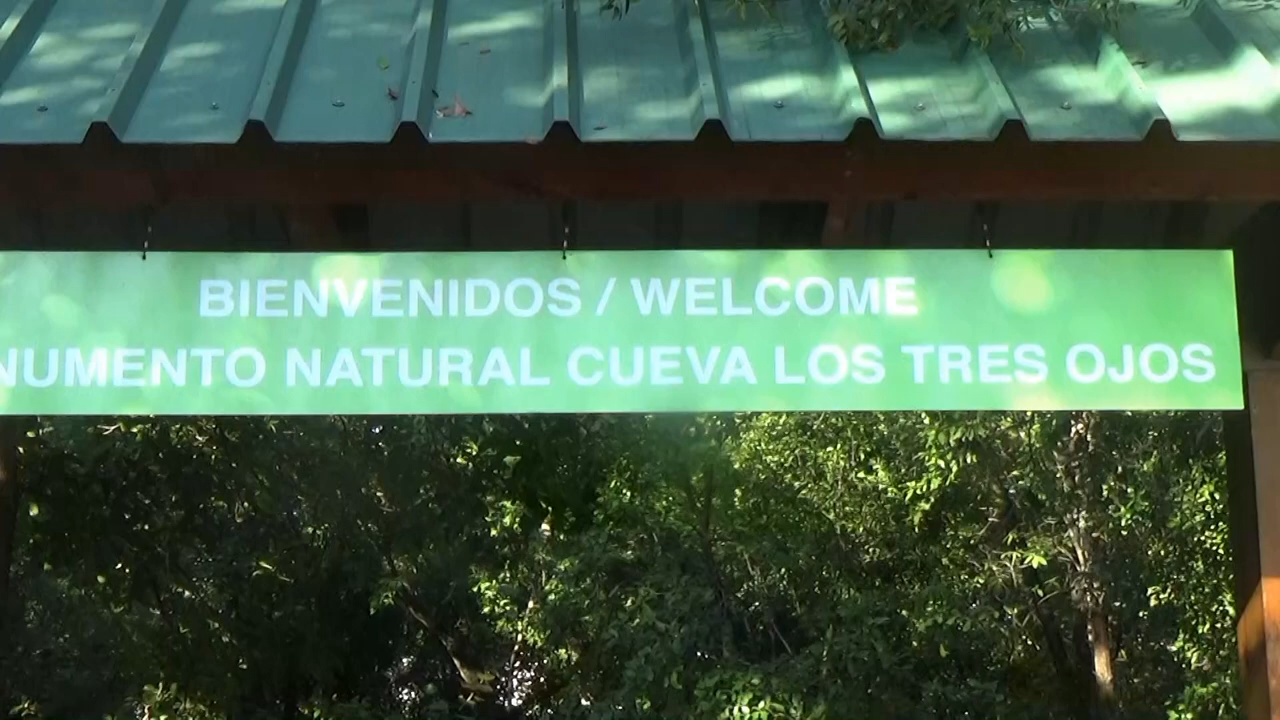 BIENVENIDOS / WELCOME
NUMENTO NATURAL CUEVA LOS TRES OJOS